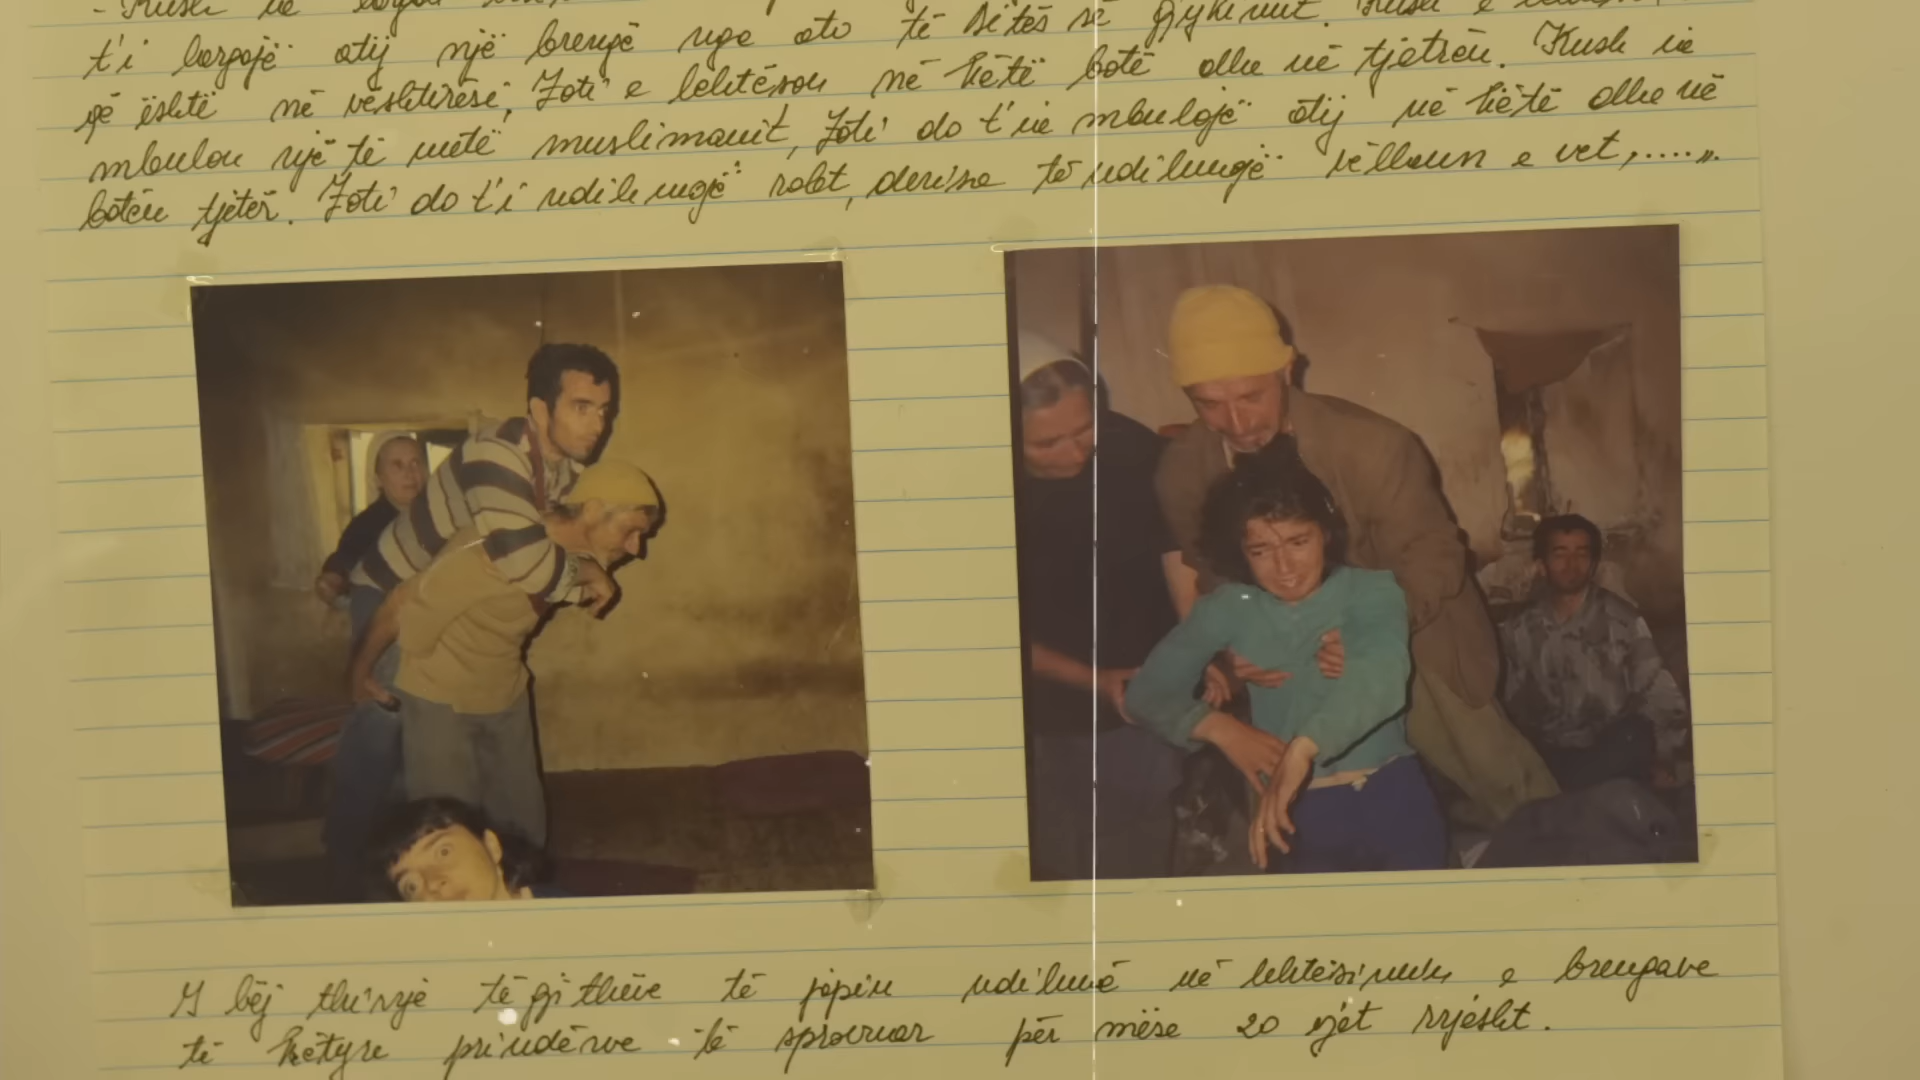 t'i largojë atij një brengë nga ato të ditës së gjykimit.
që është në vështirësi, Zoti e lehtëson në këtë botë dhe në tjetrën. Kush ia
mbulon një të metë muslimanit, Zoti do t'ia mbulojë atij në këtë dhe në
botën tjetër. Zoti do t'i ndihmojë robit, derisa të ndihmojë vëllaun e vet,.....».
I bëj thirrje të gjithëve të japin ndihmë në lehtësimin e brengave
të këtyre prindërve të sprovuar për mëse 20 vjet rrjesht.